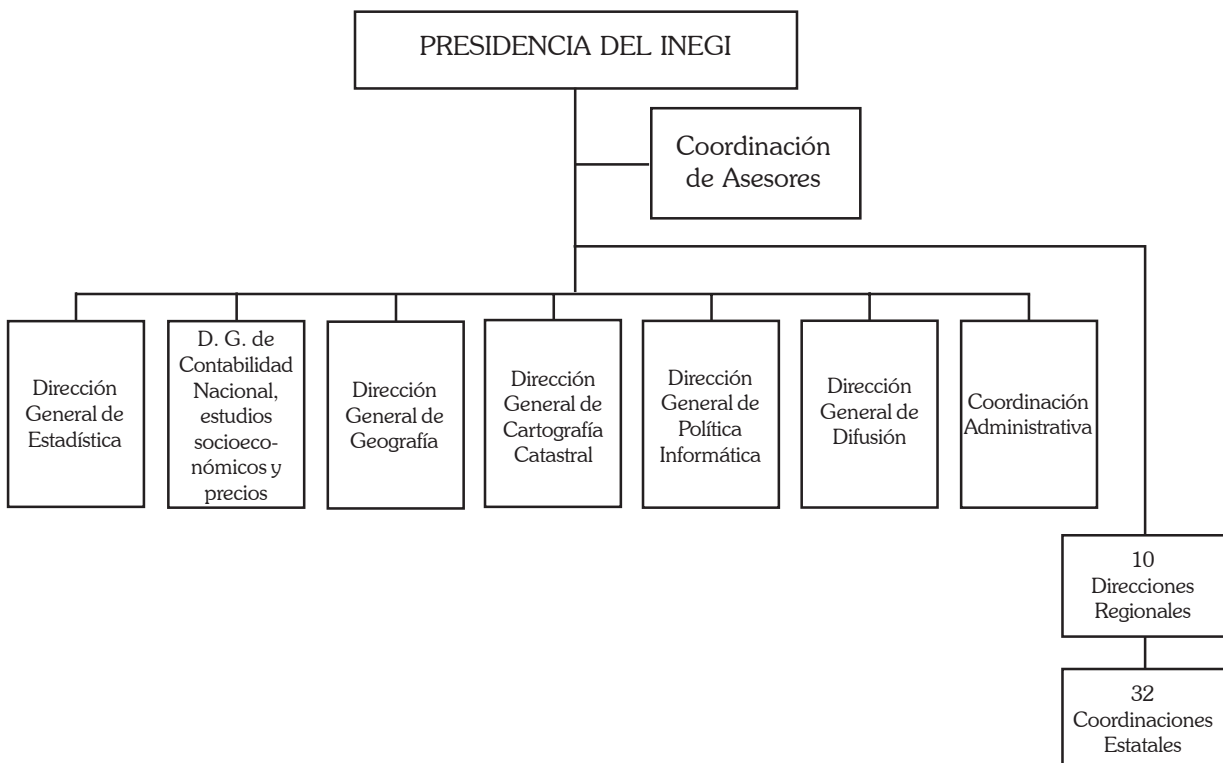 PRESIDENCIA DEL INEGI
Coordinación
de Asesores
Dirección
General de
Estadística
D. G. de
Contabilidad
Nacional,
estudios
socioeco-
nómicos y
precios
Dirección
General de
Geografía
Dirección
General de
Cartografía
Catastral
Dirección
General de
Política
Informática
Dirección
General de
Difusión
Coordinación
Administrativa
10
Direcciones
Regionales
32
Coordinaciones
Estatales